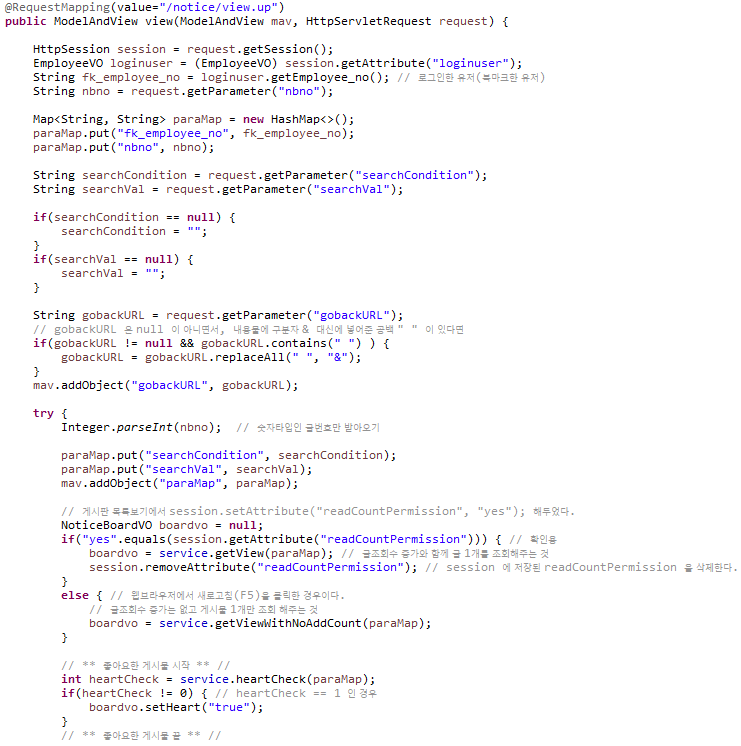 @RequestMapping(value="/notice/view.up")
public ModelAndView view(ModelAndView mav, HttpServletRequest request) {
HttpSession session = request.getSession();
EmployeeVO loginuser = (EmployeeVO) session.getAttribute("loginuser");
String fk_employee_no = loginuser.getEmployee_no(); // 로그인한 유저(북마크한 유저)
String nbno = request.getParameter("nbno");
Map<String, String> paraMap = new HashMap<>();
paraMap.put("fk_employee_no", fk_employee_no);
paraMap.put("nbno", nbno);
String searchCondition = request.getParameter("searchCondition");
String searchVal = request.getParameter("searchVal");
if(searchCondition == null) {
searchCondition = "";
}
if(searchVal == null) {
searchVal = "";
}
String gobackURL = request.getParameter("gobackURL");
// gobackURL 은 null 이 아니면서, 내용물에 구분자 & 대신에 넣어준 공백 " " 이 있다면
if(gobackURL != null && gobackURL.contains(" ") ) {
gobackURL = gobackURL.replaceAll(" ", "&");
}
mav.addObject("gobackURL", gobackURL);
try {
Integer.parseInt(nbno); // 숫자타입인 글번호만 받아오기
paraMap.put("searchCondition", searchCondition);
paraMap.put("searchVal", searchVal);
mav.addObject("paraMap", paraMap);
// 게시판 목록보기에서 session.setAttribute("readCountPermission", "yes"); 해두었다.
NoticeBoardVO boardvo = null;
if("yes".equals(session.getAttribute("readCountPermission"))) { // 확인용
boardvo = service.getView(paraMap); // 글조회수 증가와 함께 글 1개를 조회해주는 것
session.removeAttribute("readCountPermission"); // session 에 저장된 readCountPermission 을 삭제한다.
}
else { // 웹브라우저에서 새로고침(F5)을 클릭한 경우이다.
// 글조회수 증가는 없고 게시물 1개만 조회 해주는 것
boardvo = service.getViewWithNoAddCount(paraMap);
}
// ** 좋아요한 게시물 시작 ** //
int heartCheck = service.heartCheck(paraMap);
if(heartCheck != 0) { // heartCheck == 1 인 경우
boardvo.setHeart("true");
}
// ** 좋아요한 게시물 끝 ** //